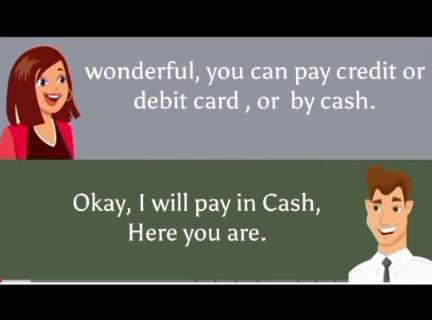 wonderful, you can pay credit or
debit card , or  by cash.
Okay, I will pay in Cash,
Here you are.